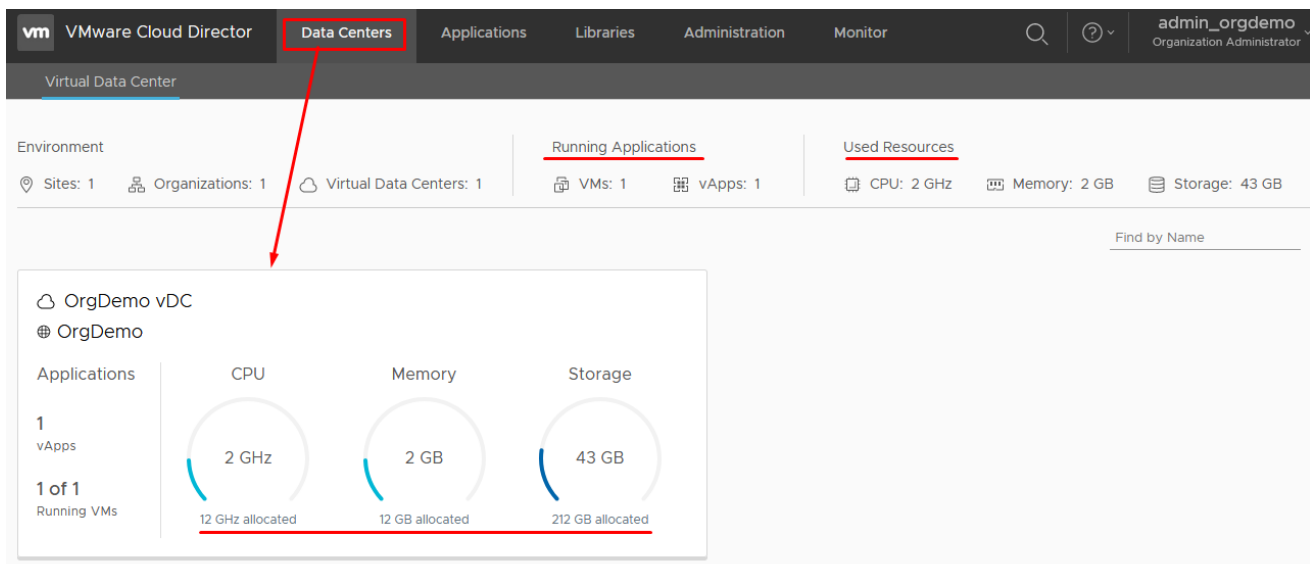 vm VMware Cloud Director Data Centers Applications Libraries Administration Monitor admin_orgdemo
Organization Administrator
Virtual Data Center
Environment Running Applications Used Resources
Sites: 1 Organizations: 1 Virtual Data Centers: 1 VMs: 1 vApps: 1 CPU: 2 GHz Memory: 2 GB Storage: 43 GB
Find by Name
OrgDemo vDC
OrgDemo
Applications CPU Memory Storage
1
vApps
2 GHz 2 GB 43 GB
1 of 1
Running VMs
12 GHz allocated 12 GB allocated 212 GB allocated